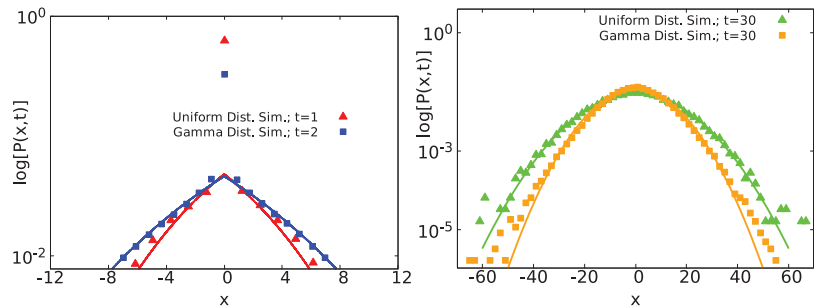 10^0
log[P(x,t)]
Uniform Dist. Sim.; t=1
Gamma Dist. Sim.; t=2
10^-2
-12 -8 -4 0 4 8 12
x
10^0
Uniform Dist. Sim.; t=30
Gamma Dist. Sim.; t=30
log[P(x,t)]
10^-3
10^-5
-60 -40 -20 0 20 40 60
x